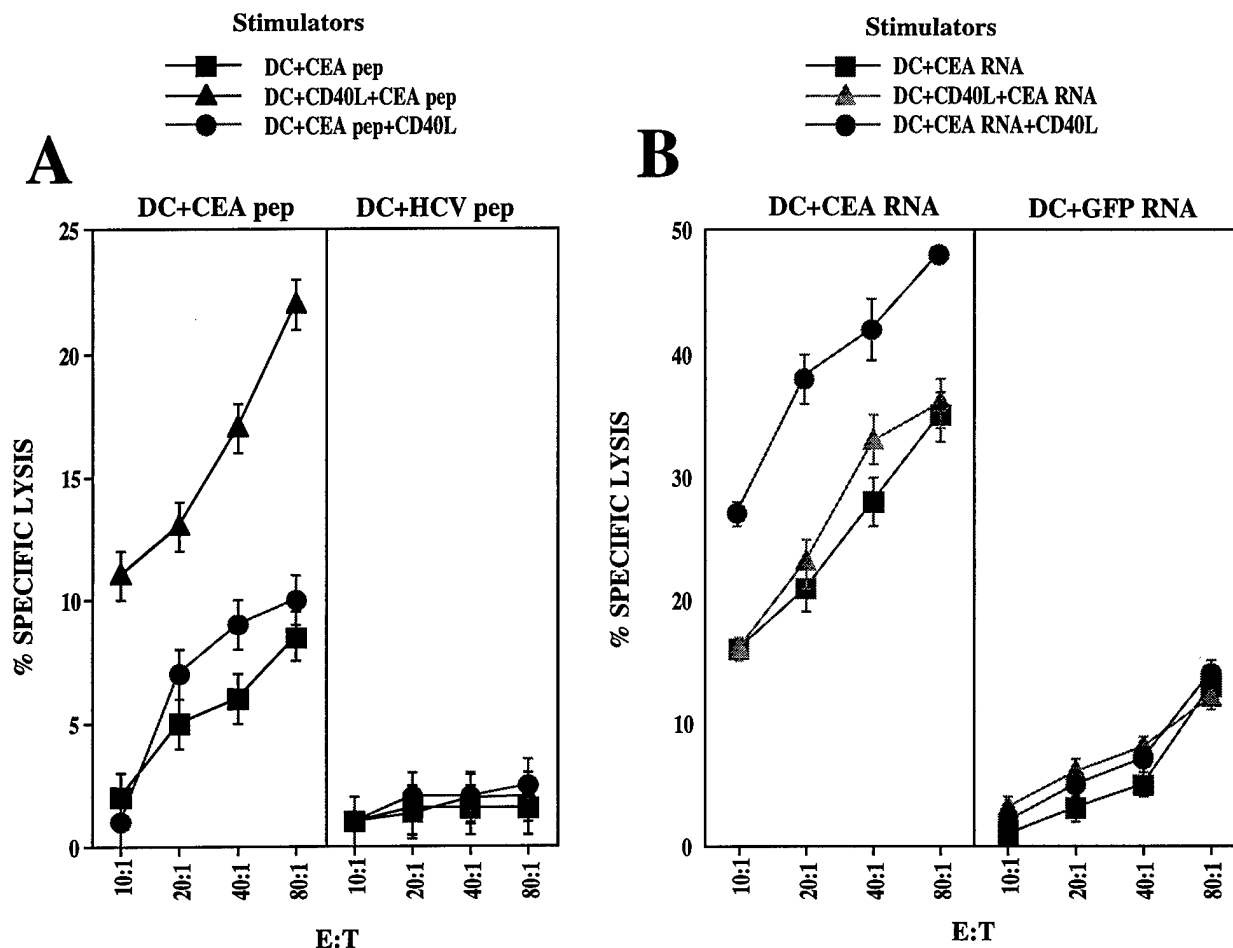 Stimulators
DC+CEA pep
DC+CD40L+CEA pep
DC+CEA pep+CD40L
A
DC+CEA pep
DC+HCV pep
25
20
15
10
5
0
% SPECIFIC LYSIS
10:1
20:1
40:1
80:1
10:1
20:1
40:1
80:1
E:T
Stimulators
DC+CEA RNA
DC+CD40L+CEA RNA
DC+CEA RNA+CD40L
B
DC+CEA RNA
DC+GFP RNA
50
40
30
20
10
0
% SPECIFIC LYSIS
10:1
20:1
40:1
80:1
10:1
20:1
40:1
80:1
E:T